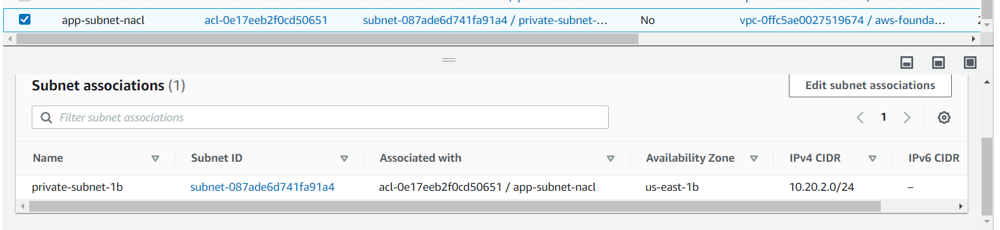 app-subnet-nacl acl-0e17eeb2f0cd50651 subnet-087ade6d741fa91a4 / private-subnet-… No vpc-0ffc5ae0027519674 / aws-founda…
Subnet associations (1) Edit subnet associations
Filter subnet associations 1
Name Subnet ID Associated with Availability Zone IPv4 CIDR IPv6 CIDR
private-subnet-1b subnet-087ade6d741fa91a4 acl-0e17eeb2f0cd50651 / app-subnet-nacl us-east-1b 10.20.2.0/24 –